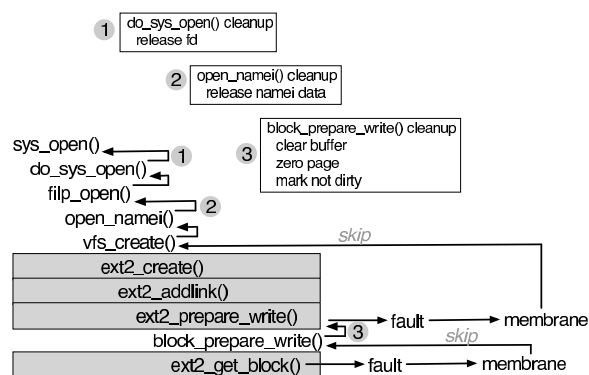 1 do_sys_open() cleanup
release fd
2 open_namei() cleanup
release namei data
3 block_prepare_write() cleanup
clear buffer
zero page
mark not dirty
sys_open() 1
do_sys_open()
filp_open() 2
open_namei()
vfs_create() skip
ext2_create()
ext2_addlink()
ext2_prepare_write() fault membrane
block_prepare_write() 3 skip
ext2_get_block() fault membrane